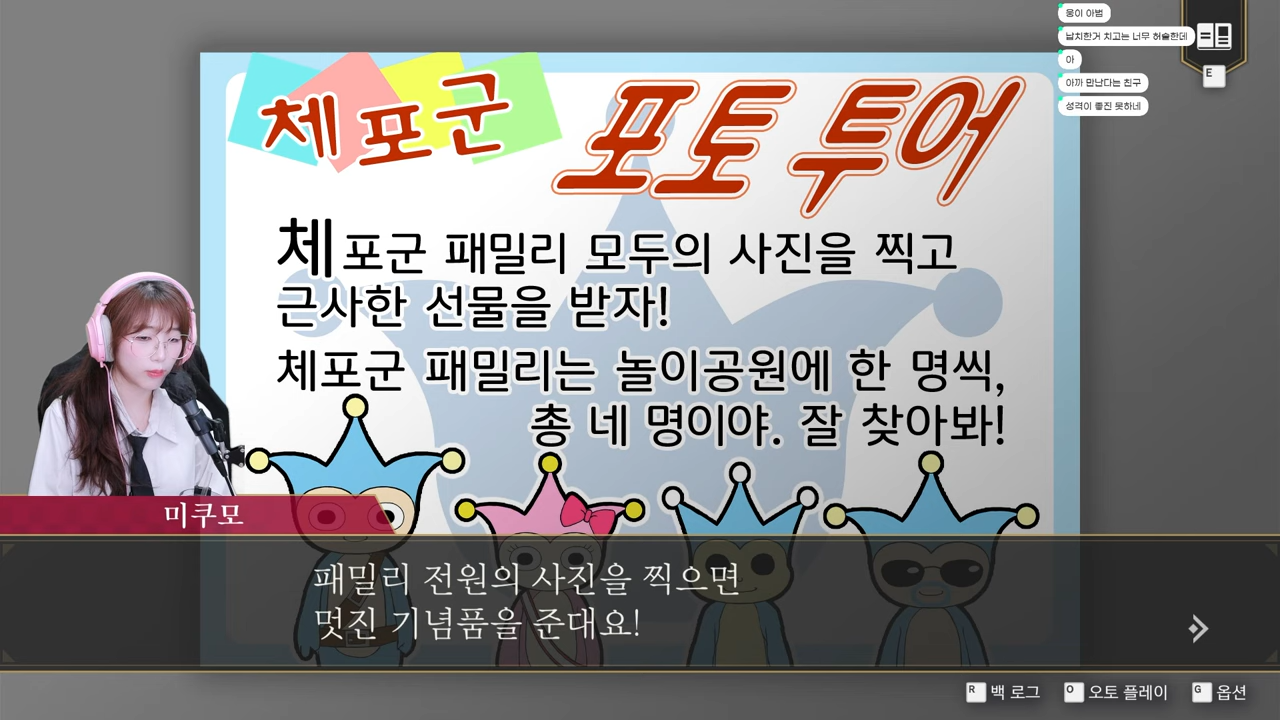 웅이 아범
납치한거 치고는 너무 허술한데
아
아까 만난다는 친구
성격이 좋진 못하네
E
체포군 포토 투어
체포군 패밀리 모두의 사진을 찍고
근사한 선물을 받자!
체포군 패밀리는 놀이공원에 한 명씩,
총 네 명이야. 잘 찾아봐!
미쿠모
패밀리 전원의 사진을 찍으면
멋진 기념품을 준대요!
R 백 로그 O 오토 플레이 G 옵션